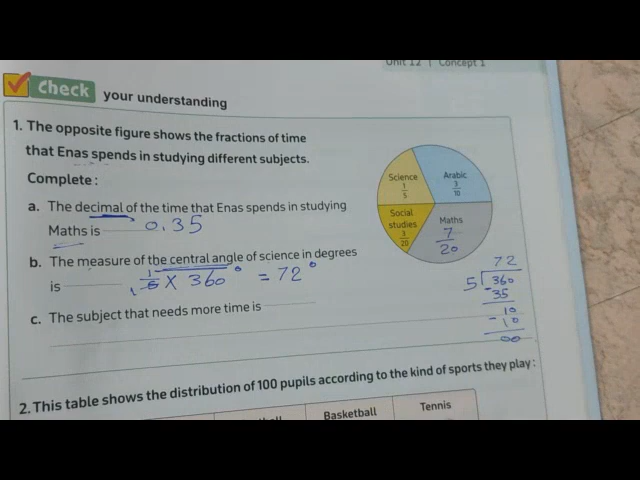 Unit 12 | Concept 1
Check your understanding
1. The opposite figure shows the fractions of time
that Enas spends in studying different subjects.
Complete :
a. The decimal of the time that Enas spends in studying
Maths is 0.35
b. The measure of the central angle of science in degrees
is 1/5 × 360° = 72°
c. The subject that needs more time is
Science
1/5
Arabic
3/10
Social
studies
3/20
Maths
7/20
72
5 360
- 35
10
- 10
00
2. This table shows the distribution of 100 pupils according to the kind of sports they play :
Basketball
Tennis